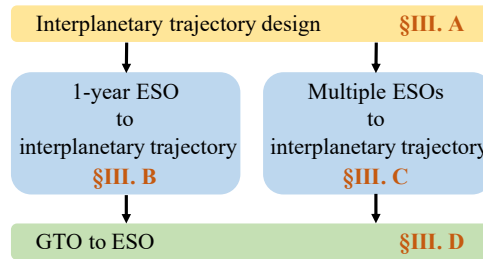 Interplanetary trajectory design §III. A
1-year ESO
to
interplanetary trajectory
§III. B
Multiple ESOs
to
interplanetary trajectory
§III. C
GTO to ESO §III. D